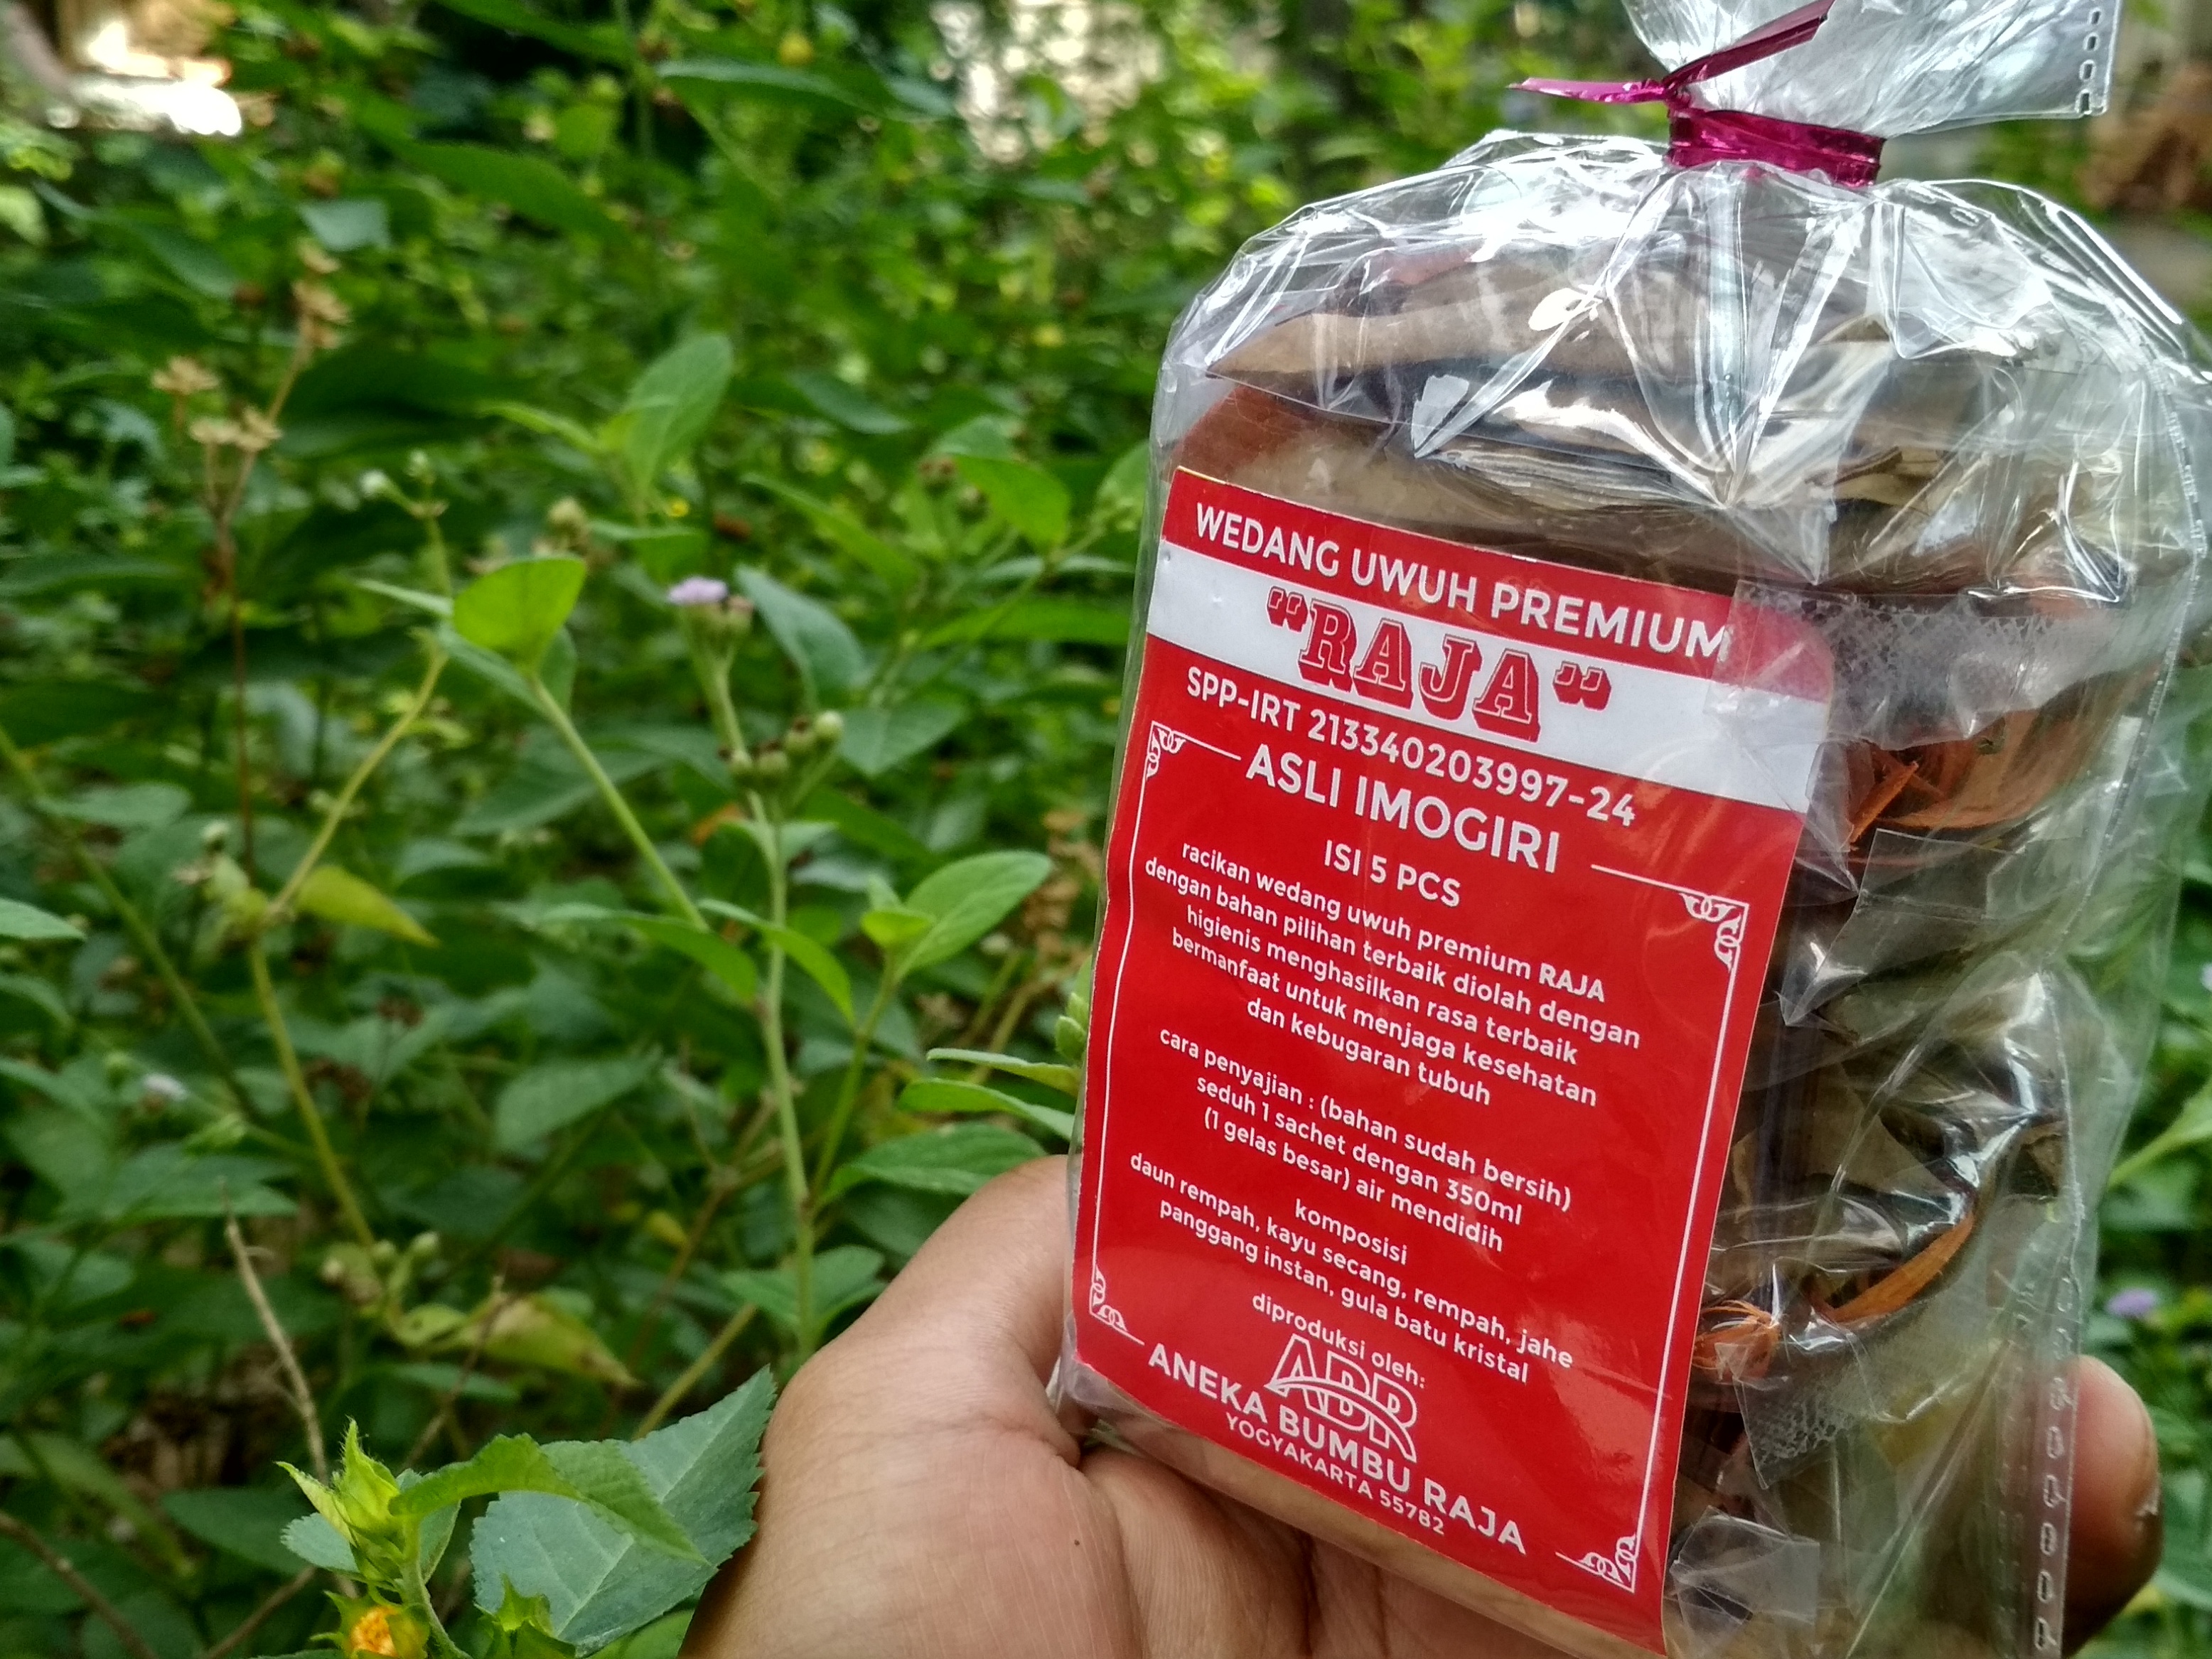 WEDANG UWUH PREMIUM
"RAJA"
SPP-IRT 213340203997-24
ASLI IMOGIRI
ISI 5 PCS
racikan wedang uwuh premium RAJA
dengan bahan pilihan terbaik diolah dengan
higienis menghasilkan rasa terbaik
bermanfaat untuk menjaga kesehatan
dan kebugaran tubuh
cara penyajian : (bahan sudah bersih)
seduh 1 sachet dengan 350ml
(1 gelas besar) air mendidih
komposisi
daun rempah, kayu secang, rempah, jahe
panggang instan, gula batu kristal
diproduksi oleh:
ABR
ANEKA BUMBU RAJA
YOGYAKARTA 55782